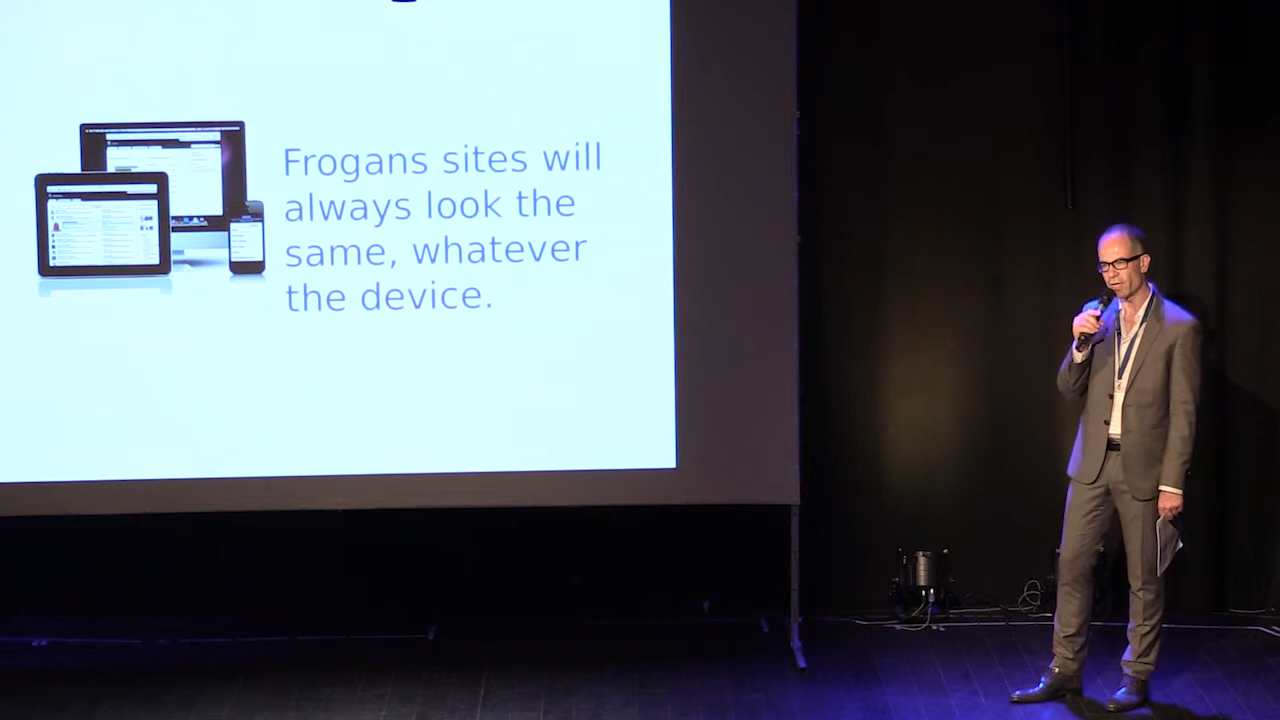 Frogans sites will
always look the
same, whatever
the device.